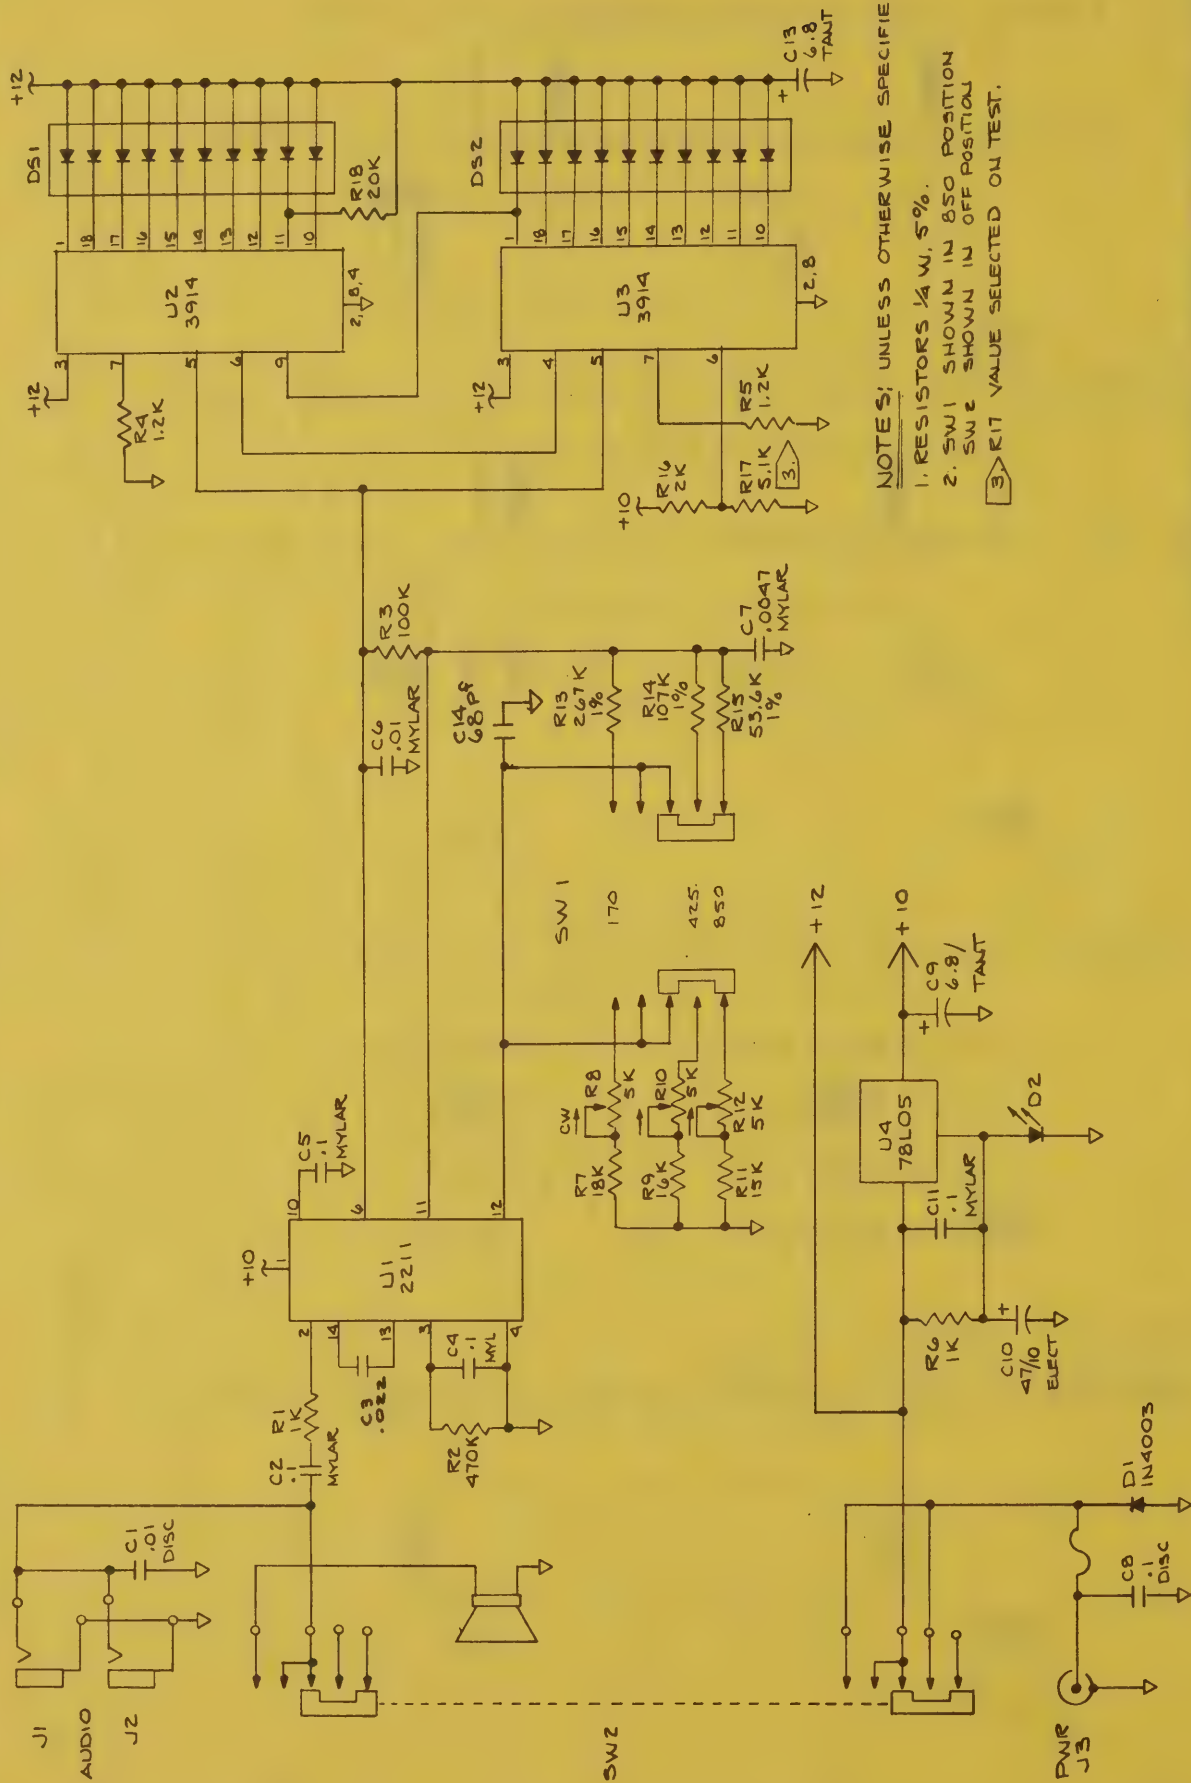 J1
AUDIO
J2
C1
.01
DISC
C2
.1
MYLAR
R1
1K
C3
.022
R2
470K
C4
.1
MYL
+10
1
2
14
13
3
4
U1
2211
10
6
11
12
C5
.1
MYLAR
C6
.01
MYLAR
R3
100K
C14
68 pf
R13
267K
1%
R14
107K
1%
R15
53.6K
1%
C7
.0047
MYLAR
SW 1
170
425.
850
CW
R8
5K
R10
5K
R12
5K
R7
18K
R9
16K
R11
15K
+12
3
7
5
6
9
R4
1.2K
U2
3914
2,8,4
1
18
17
16
15
14
13
12
11
10
DS1
+12
R18
20K
+12
3
4
5
7
6
U3
3914
2,8
1
18
17
16
15
14
13
12
11
10
DS2
+
C13
6.8
TANT
R5
1.2K
+10
R16
2K
R17
5.1K
3.
SW2
PWR
J3
C8
.1
DISC
D1
1N4003
R6
1K
C10
47/10
ELECT
+
C11
.1
MYLAR
U4
78L05
D2
+
C9
6.8/
TANT
+12
+10
NOTES; UNLESS OTHERWISE SPECIFIE
1. RESISTORS ¼ W, 5%.
2. SW1 SHOWN IN 850 POSITION
SW2 SHOWN IN OFF POSITION
3. R17 VALUE SELECTED ON TEST.